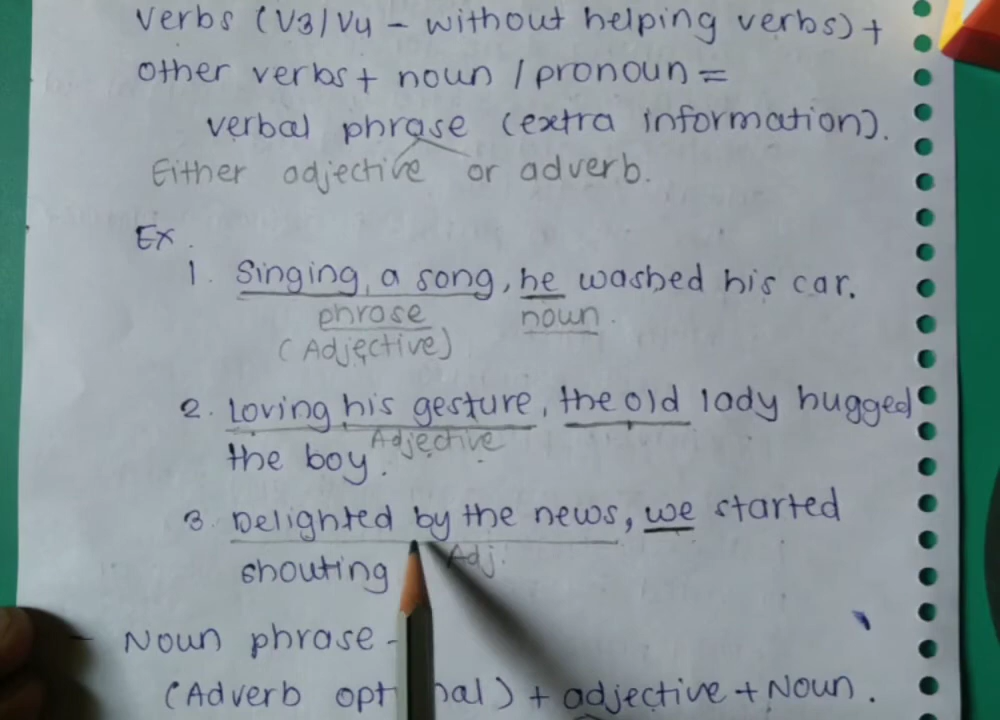 verbs (V3/V4 - without helping verbs) +
other verbs + noun / pronoun =
verbal phrase (extra information).
Either adjective or adverb.
Ex.
1. Singing a song, he washed his car.
phrase noun.
(Adjective)
2. Loving his gesture, the old lady hugged
Adjective
the boy.
3. Delighted by the news, we started
Adj.
shouting
- Noun phrase -
(Adverb + adjective + Noun.